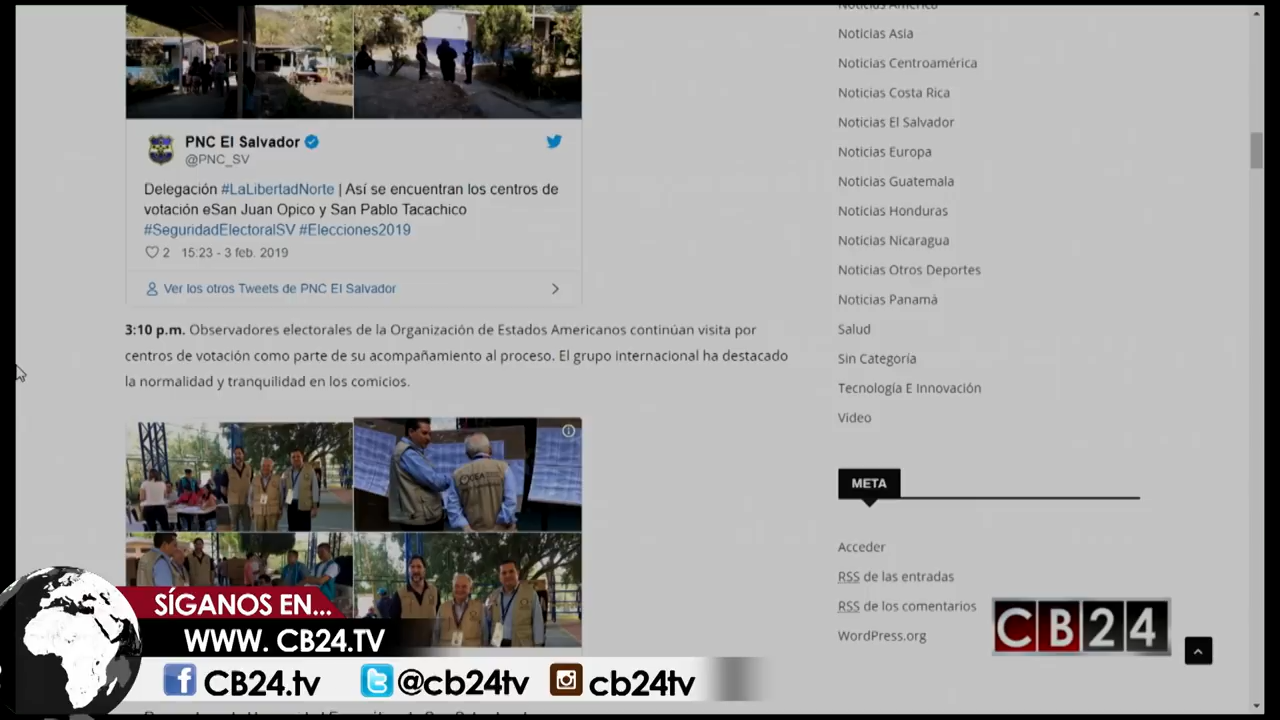 PNC El Salvador
@PNC_SV
Delegación #LaLibertadNorte | Así se encuentran los centros de
votación eSan Juan Opico y San Pablo Tacachico
#SeguridadElectoralSV #Elecciones2019
2 15:23 - 3 feb. 2019
Ver los otros Tweets de PNC El Salvador
3:10 p.m. Observadores electorales de la Organización de Estados Americanos continúan visita por
centros de votación como parte de su acompañamiento al proceso. El grupo internacional ha destacado
la normalidad y tranquilidad en los comicios.
OEA
Noticias América
Noticias Asia
Noticias Centroamérica
Noticias Costa Rica
Noticias El Salvador
Noticias Europa
Noticias Guatemala
Noticias Honduras
Noticias Nicaragua
Noticias Otros Deportes
Noticias Panamá
Salud
Sin Categoría
Tecnología E Innovación
Video
META
Acceder
RSS de las entradas
RSS de los comentarios
WordPress.org
CB24
SÍGANOS EN...
WWW. CB24.TV
CB24.tv @cb24tv cb24tv